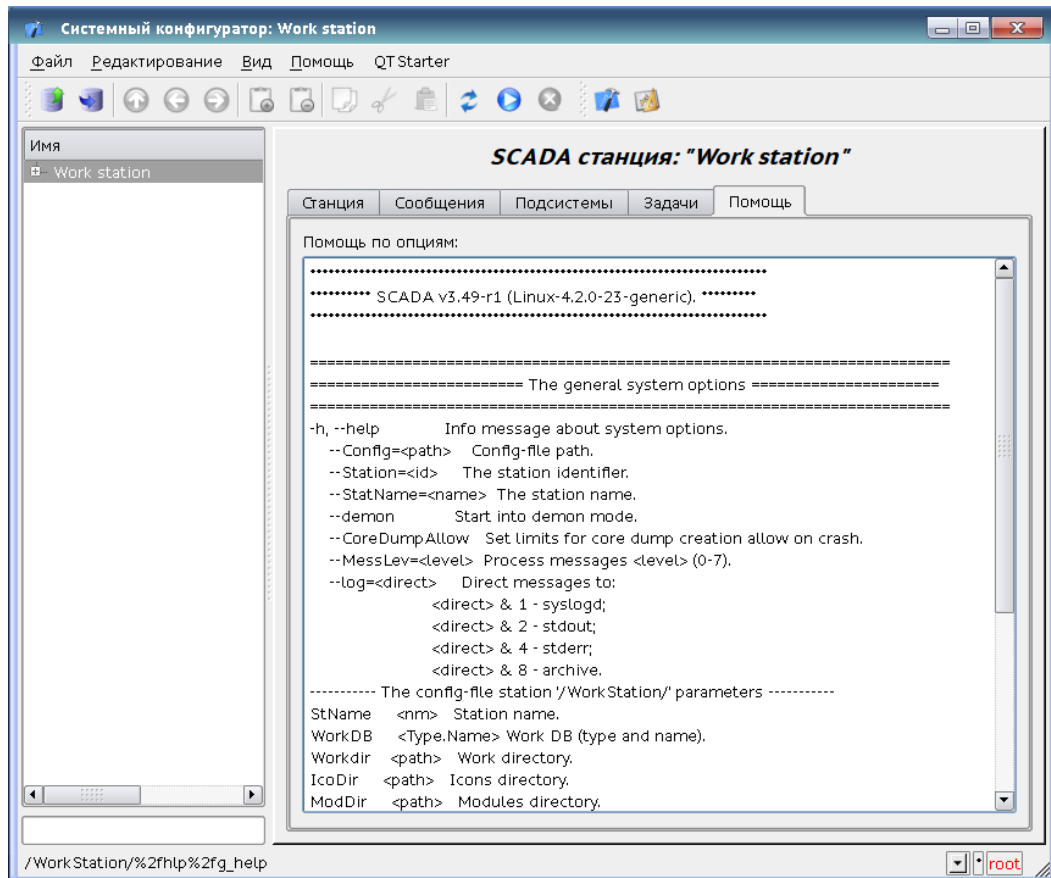 Системный конфигуратор: Work station
Файл Редактирование Вид Помощь QTStarter
Имя
Work station
SCADA станция: "Work station"
Станция Сообщения Подсистемы Задачи Помощь
Помощь по опциям:
***************************************************************************
********** SCADA v3.49-r1 (Linux-4.2.0-23-generic). *********
***************************************************************************
===========================================================================
========================= The general system options ======================
===========================================================================
-h, --help Info message about system options.
--Config=<path> Config-file path.
--Station=<id> The station identifier.
--StatName=<name> The station name.
--demon Start into demon mode.
--CoreDumpAllow Set limits for core dump creation allow on crash.
--MessLev=<level> Process messages <level> (0-7).
--log=<direct> Direct messages to:
<direct> & 1 - syslogd;
<direct> & 2 - stdout;
<direct> & 4 - stderr;
<direct> & 8 - archive.
----------- The config-file station '/WorkStation/' parameters -----------
StName <nm> Station name.
WorkDB <Type.Name> Work DB (type and name).
Workdir <path> Work directory.
IcoDir <path> Icons directory.
ModDir <path> Modules directory.
/WorkStation/%2fhlp%2fg_help
* root